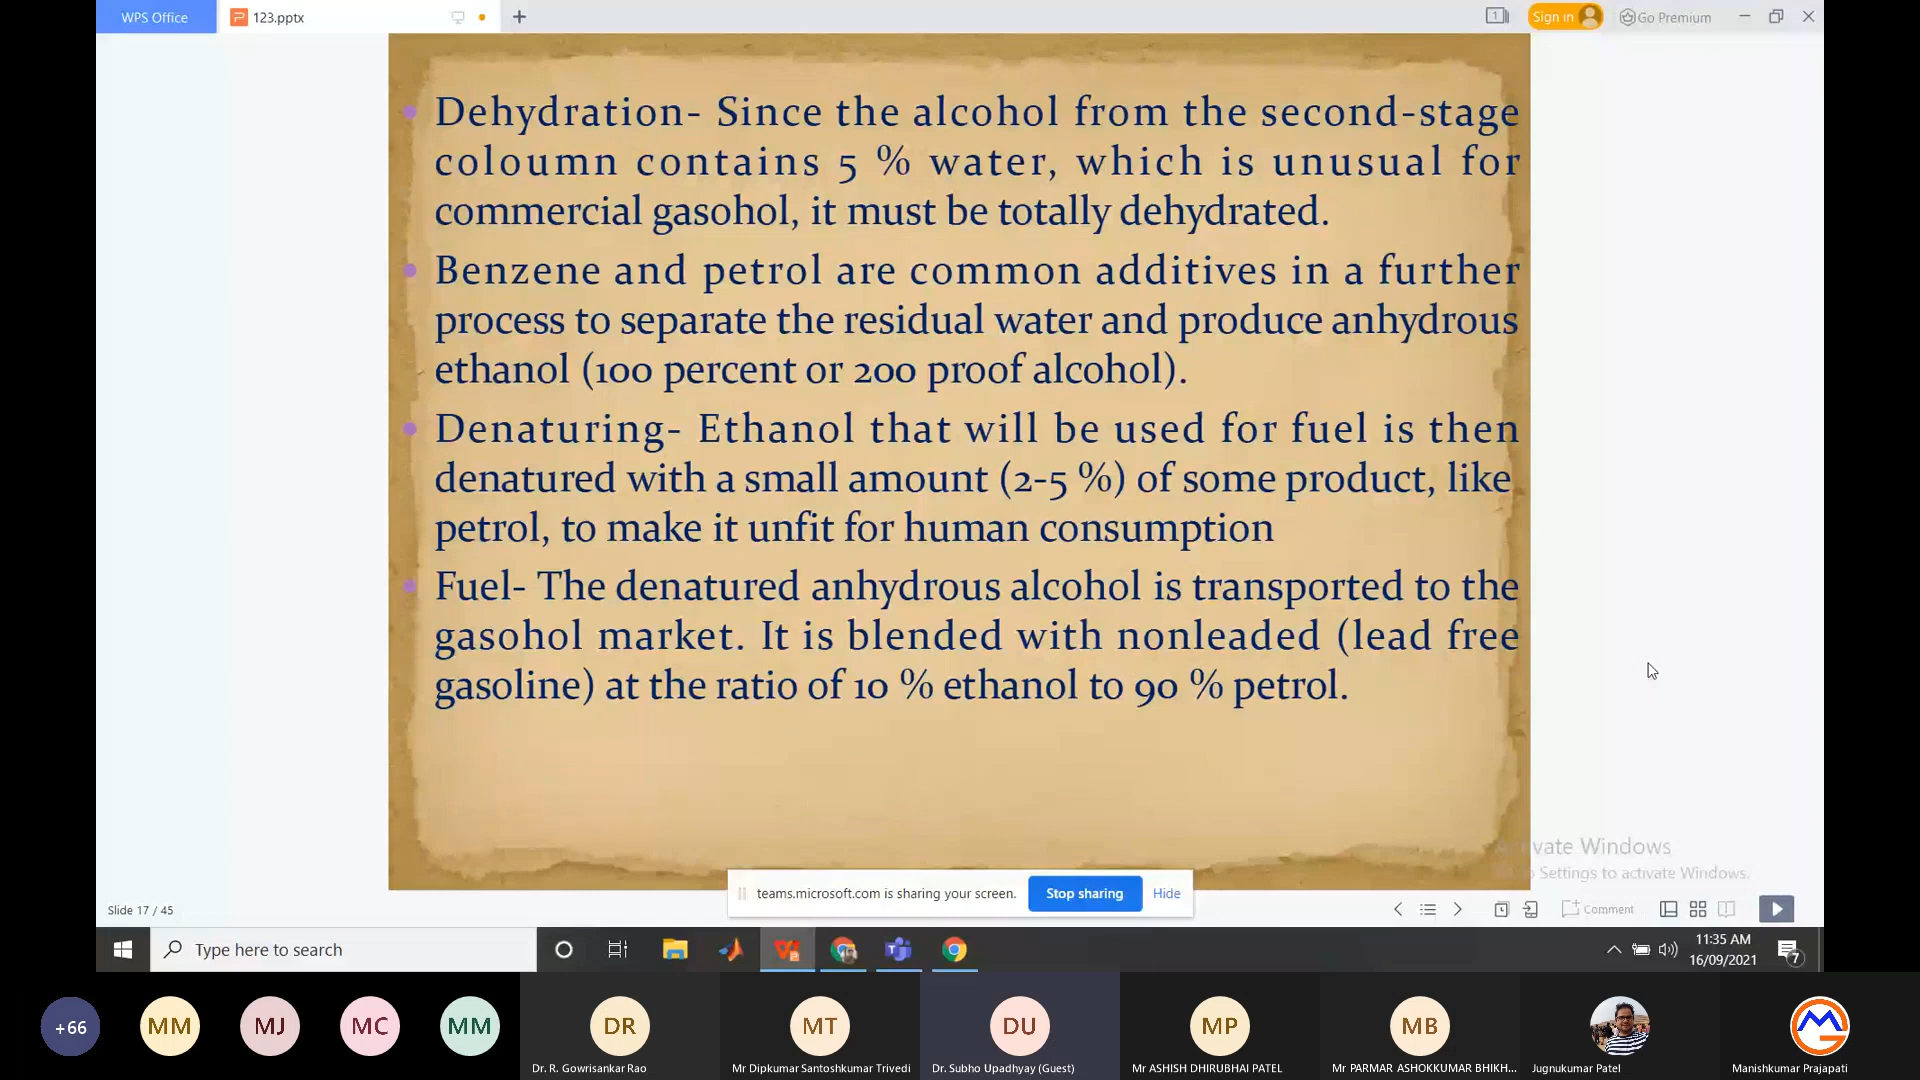 WPS Office
123.pptx
1
Sign in
Go Premium
Dehydration- Since the alcohol from the second-stage
coloumn contains 5 % water, which is unusual for
commercial gasohol, it must be totally dehydrated.
Benzene and petrol are common additives in a further
process to separate the residual water and produce anhydrous
ethanol (100 percent or 200 proof alcohol).
Denaturing- Ethanol that will be used for fuel is then
denatured with a small amount (2-5 %) of some product, like
petrol, to make it unfit for human consumption
Fuel- The denatured anhydrous alcohol is transported to the
gasohol market. It is blended with nonleaded (lead free
gasoline) at the ratio of 10 % ethanol to 90 % petrol.
Windows
Settings to activate Windows.
teams.microsoft.com is sharing your screen.
Stop sharing
Hide
Slide 17 / 45
Comment
Type here to search
11:35 AM
16/09/2021
7
+66
MM
MJ
MC
MM
DR
MT
DU
MP
MB
Dr. R. Gowrisankar Rao
Mr Dipkumar Santoshkumar Trivedi
Dr. Subho Upadhyay (Guest)
Mr ASHISH DHIRUBHAI PATEL
Mr PARMAR ASHOKKUMAR BHIKH...
Jugnukumar Patel
Manishkumar Prajapati